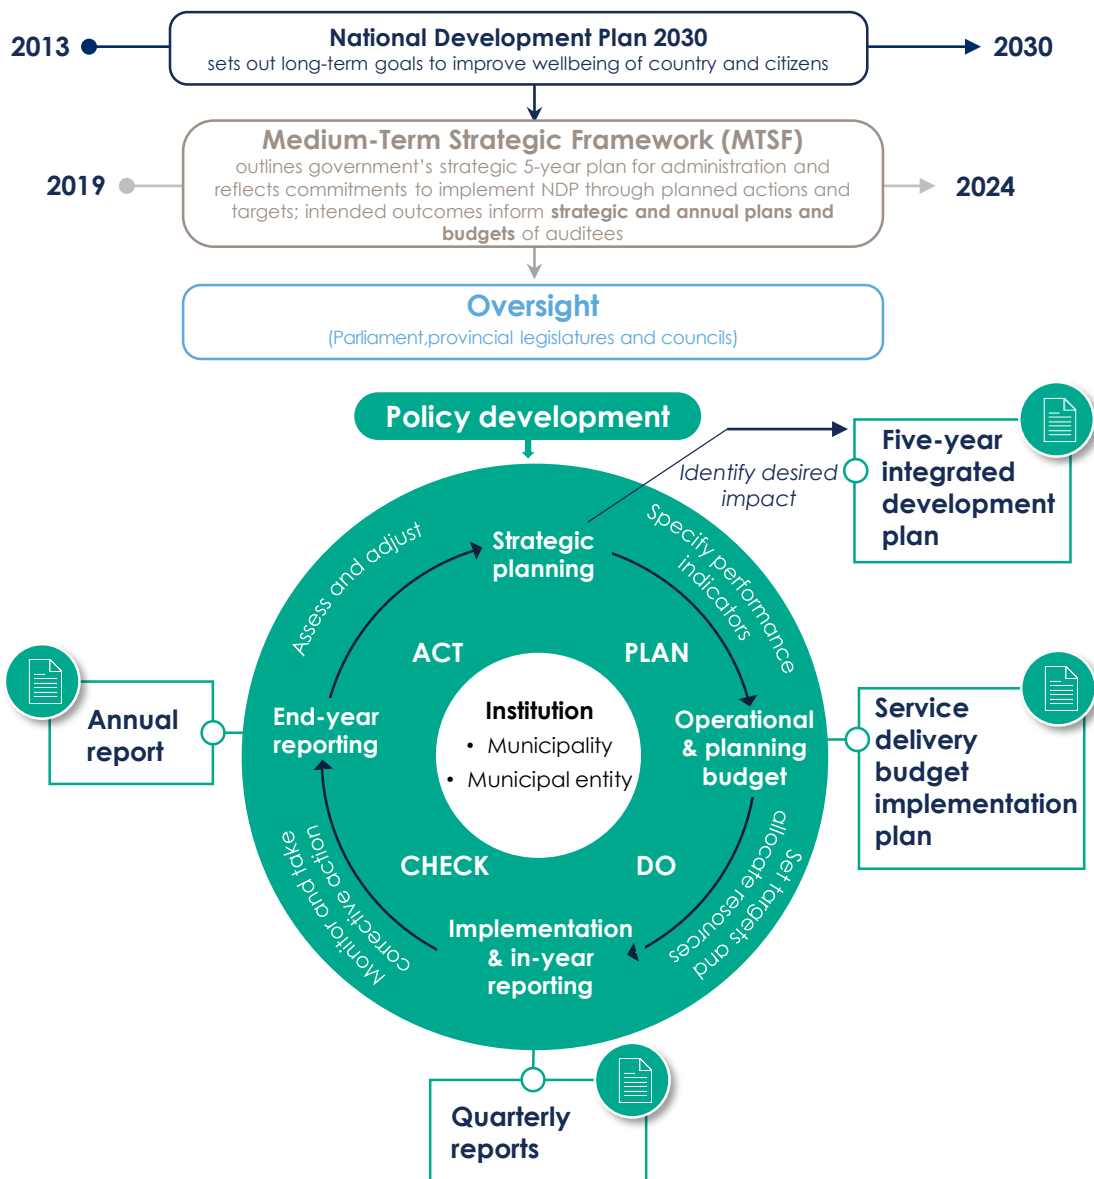 National Development Plan 2030
2013
sets out long-term goals to improve wellbeing of country and citizens
2030
Medium-Term Strategic Framework (MTSF)
outlines government's strategic 5-year plan for administration and
reflects commitments to implement NDP through planned actions and
targets; intended outcomes inform strategic and annual plans and
budgets of auditees
2019
2024
Oversight
(Parliament,provincial legislatures and councils)
Policy development
Identify desired
impact
Five-year
integrated
development
plan
Strategic
planning
Specify performance
indicators
Assess and adjust
ACT
PLAN
Institution
• Municipality
• Municipal entity
End-year
reporting
Operational
& planning
budget
Annual
report
Service
delivery
budget
implementation
plan
CHECK
DO
Set targets and
allocate resources
Monitor and take
corrective action
Implementation
& in-year
reporting
Quarterly
reports